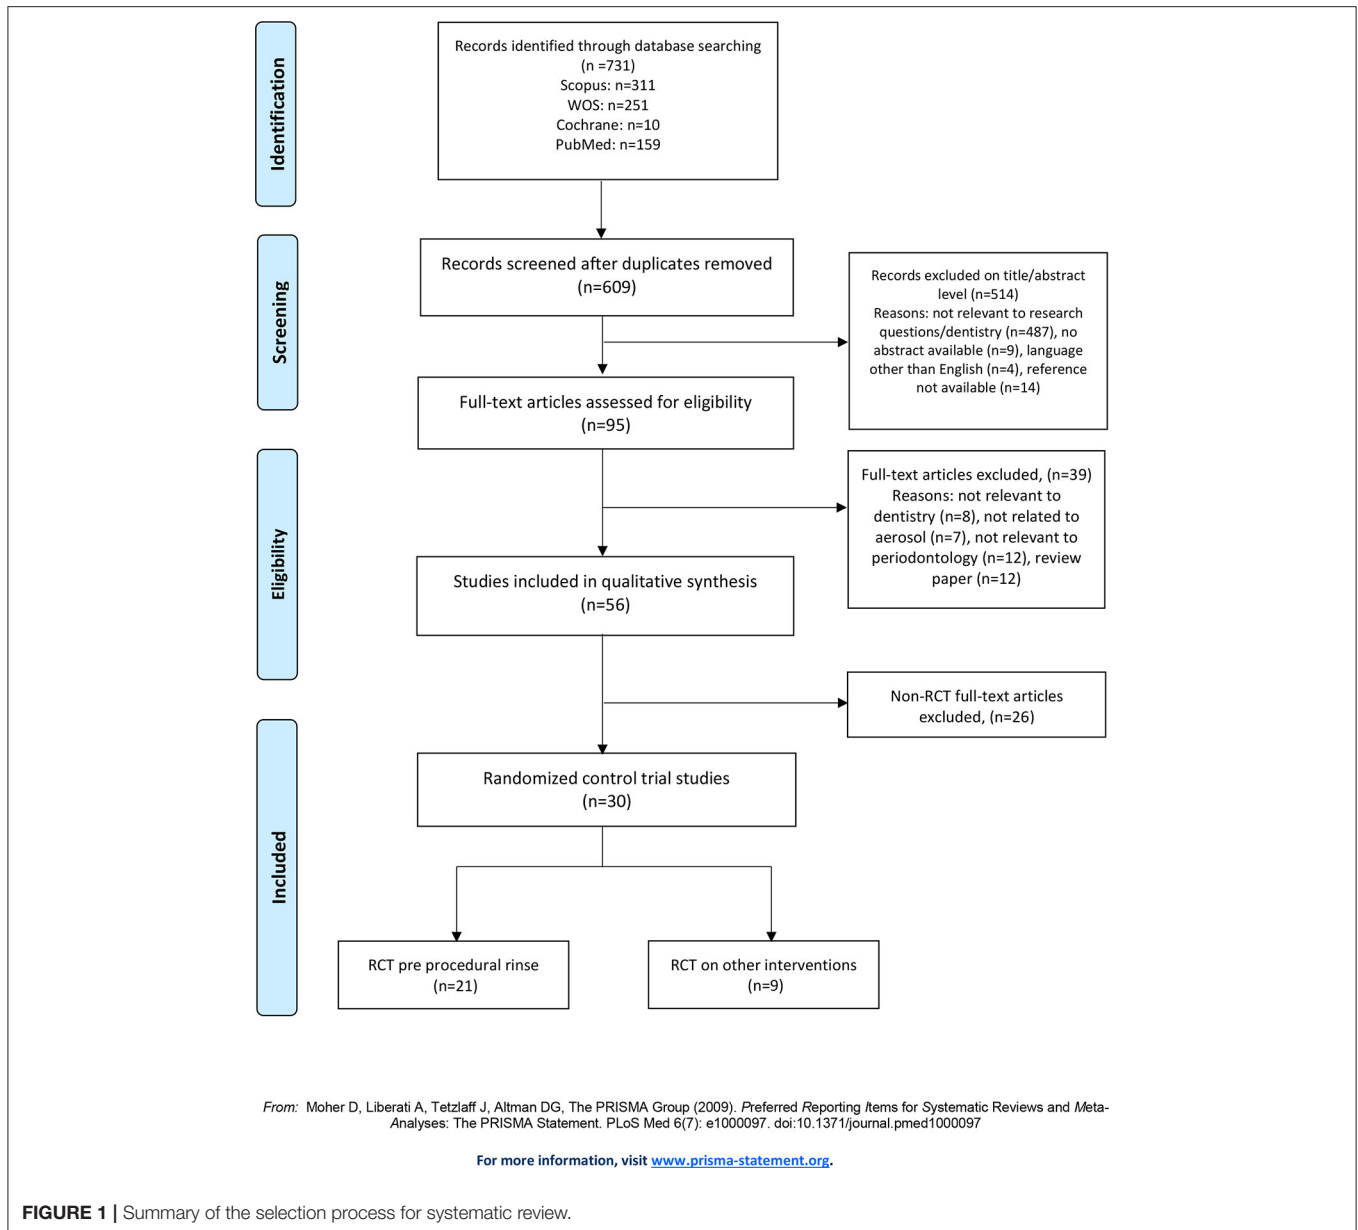 Identification
Records identified through database searching
(n =731)
Scopus: n=311
WOS: n=251
Cochrane: n=10
PubMed: n=159
Screening
Records screened after duplicates removed
(n=609)
Records excluded on title/abstract
level (n=514)
Reasons: not relevant to research
questions/dentistry (n=487), no
abstract available (n=9), language
other than English (n=4), reference
not available (n=14)
Full-text articles assessed for eligibility
(n=95)
Eligibility
Full-text articles excluded, (n=39)
Reasons: not relevant to
dentistry (n=8), not related to
aerosol (n=7), not relevant to
periodontology (n=12), review
paper (n=12)
Studies included in qualitative synthesis
(n=56)
Non-RCT full-text articles
excluded, (n=26)
Included
Randomized control trial studies
(n=30)
RCT pre procedural rinse
(n=21)
RCT on other interventions
(n=9)
From: Moher D, Liberati A, Tetzlaff J, Altman DG, The PRISMA Group (2009). Preferred Reporting Items for Systematic Reviews and Meta-
Analyses: The PRISMA Statement. PLoS Med 6(7): e1000097. doi:10.1371/journal.pmed1000097
For more information, visit www.prisma-statement.org.
FIGURE 1 | Summary of the selection process for systematic review.